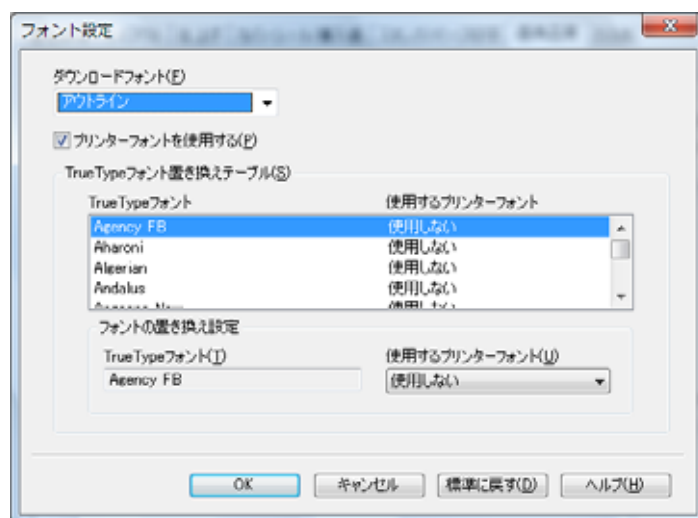 フォント設定
ダウンロードフォント(F)
アウトライン
プリンターフォントを使用する(P)
TrueTypeフォント置き換えテーブル(S)
TrueTypeフォント 使用するプリンターフォント
Agency FB 使用しない
Aharoni 使用しない
Algerian 使用しない
Andalus 使用しない
フォントの置き換え設定
TrueTypeフォント(T) 使用するプリンターフォント(U)
Agency FB 使用しない
OK キャンセル 標準に戻す(D) ヘルプ(H)